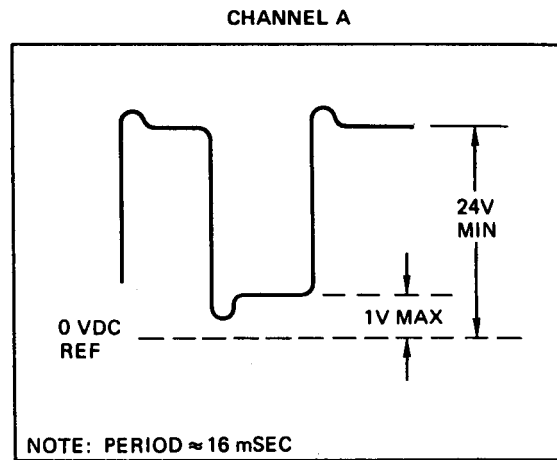 CHANNEL A
24V
MIN
1V MAX
0 VDC
REF
NOTE: PERIOD ≈ 16 mSEC